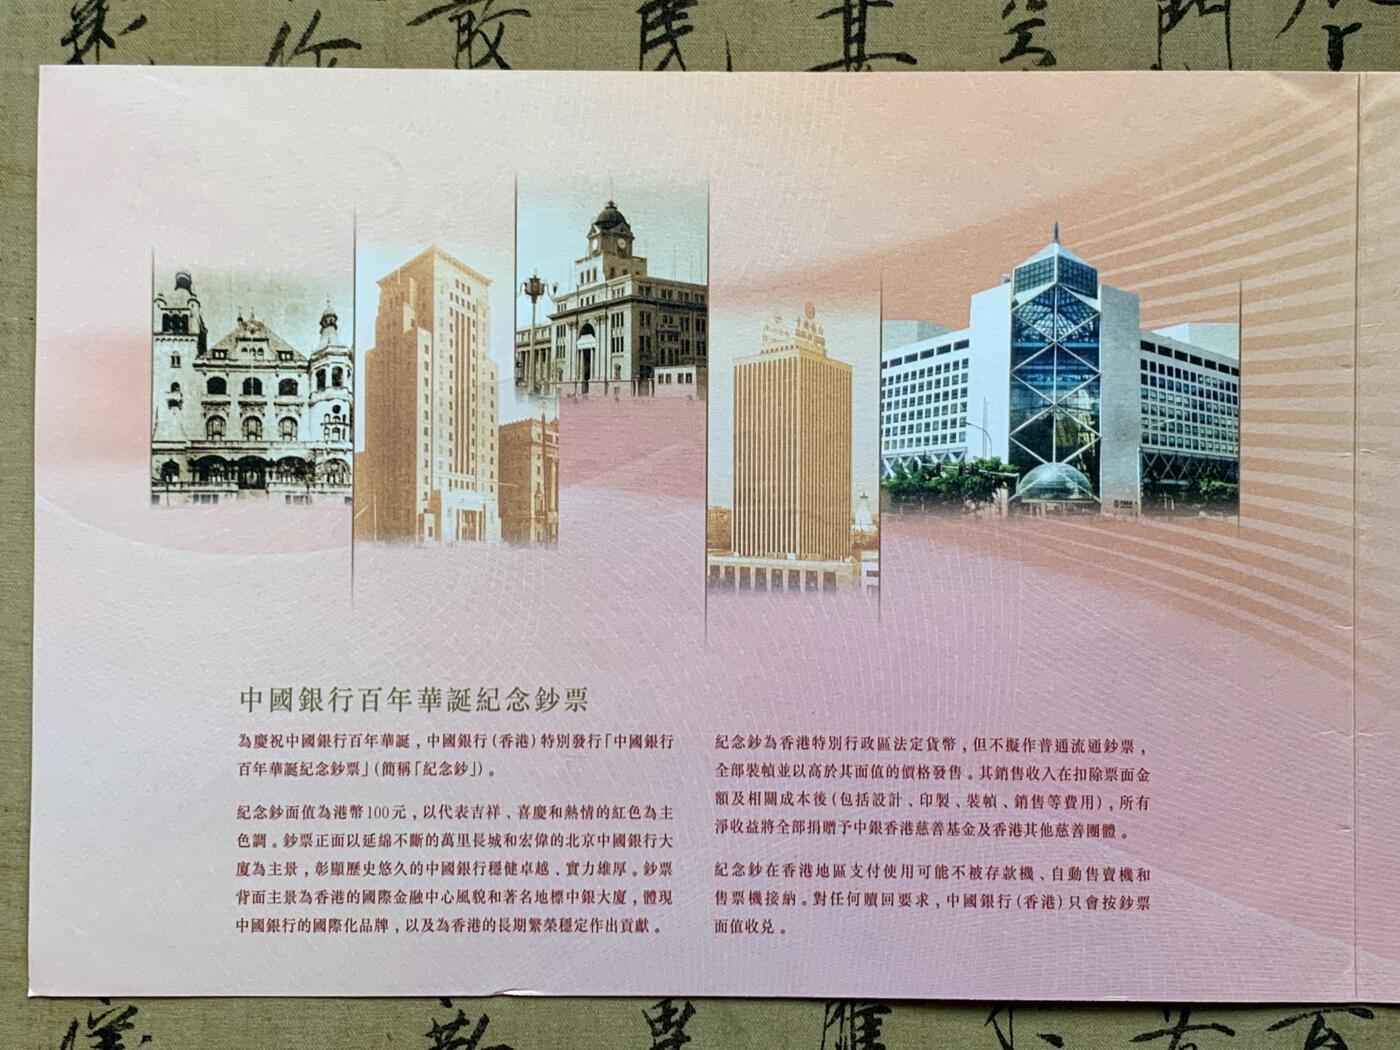 敢
民
其
門
中國銀行百年華誕紀念鈔票
為慶祝中國銀行百年華誕，中國銀行(香港)特別發行「中國銀行
百年華誕紀念鈔票」(簡稱「紀念鈔」)。
紀念鈔面值為港幣100元，以代表吉祥、喜慶和熱情的紅色為主
色調。鈔票正面以延綿不斷的萬里長城和宏偉的北京中國銀行大
廈為主景，彰顯歷史悠久的中國銀行穩健卓越、實力雄厚。鈔票
背面主景為香港的國際金融中心風貌和著名地標中銀大廈，體現
中國銀行的國際化品牌，以及為香港的長期繁榮穩定作出貢獻。
紀念鈔為香港特別行政區法定貨幣，但不擬作普通流通鈔票，
全部裝幀並以高於其面值的價格發售。其銷售收入在扣除票面金
額及相關成本後(包括設計、印製、裝幀、銷售等費用)，所有
淨收益將全部捐贈予中銀香港慈善基金及香港其他慈善團體。
紀念鈔在香港地區支付使用可能不被存款機、自動售賣機和
售票機接納。對任何贖回要求，中國銀行(香港)只會按鈔票
面值收兌。